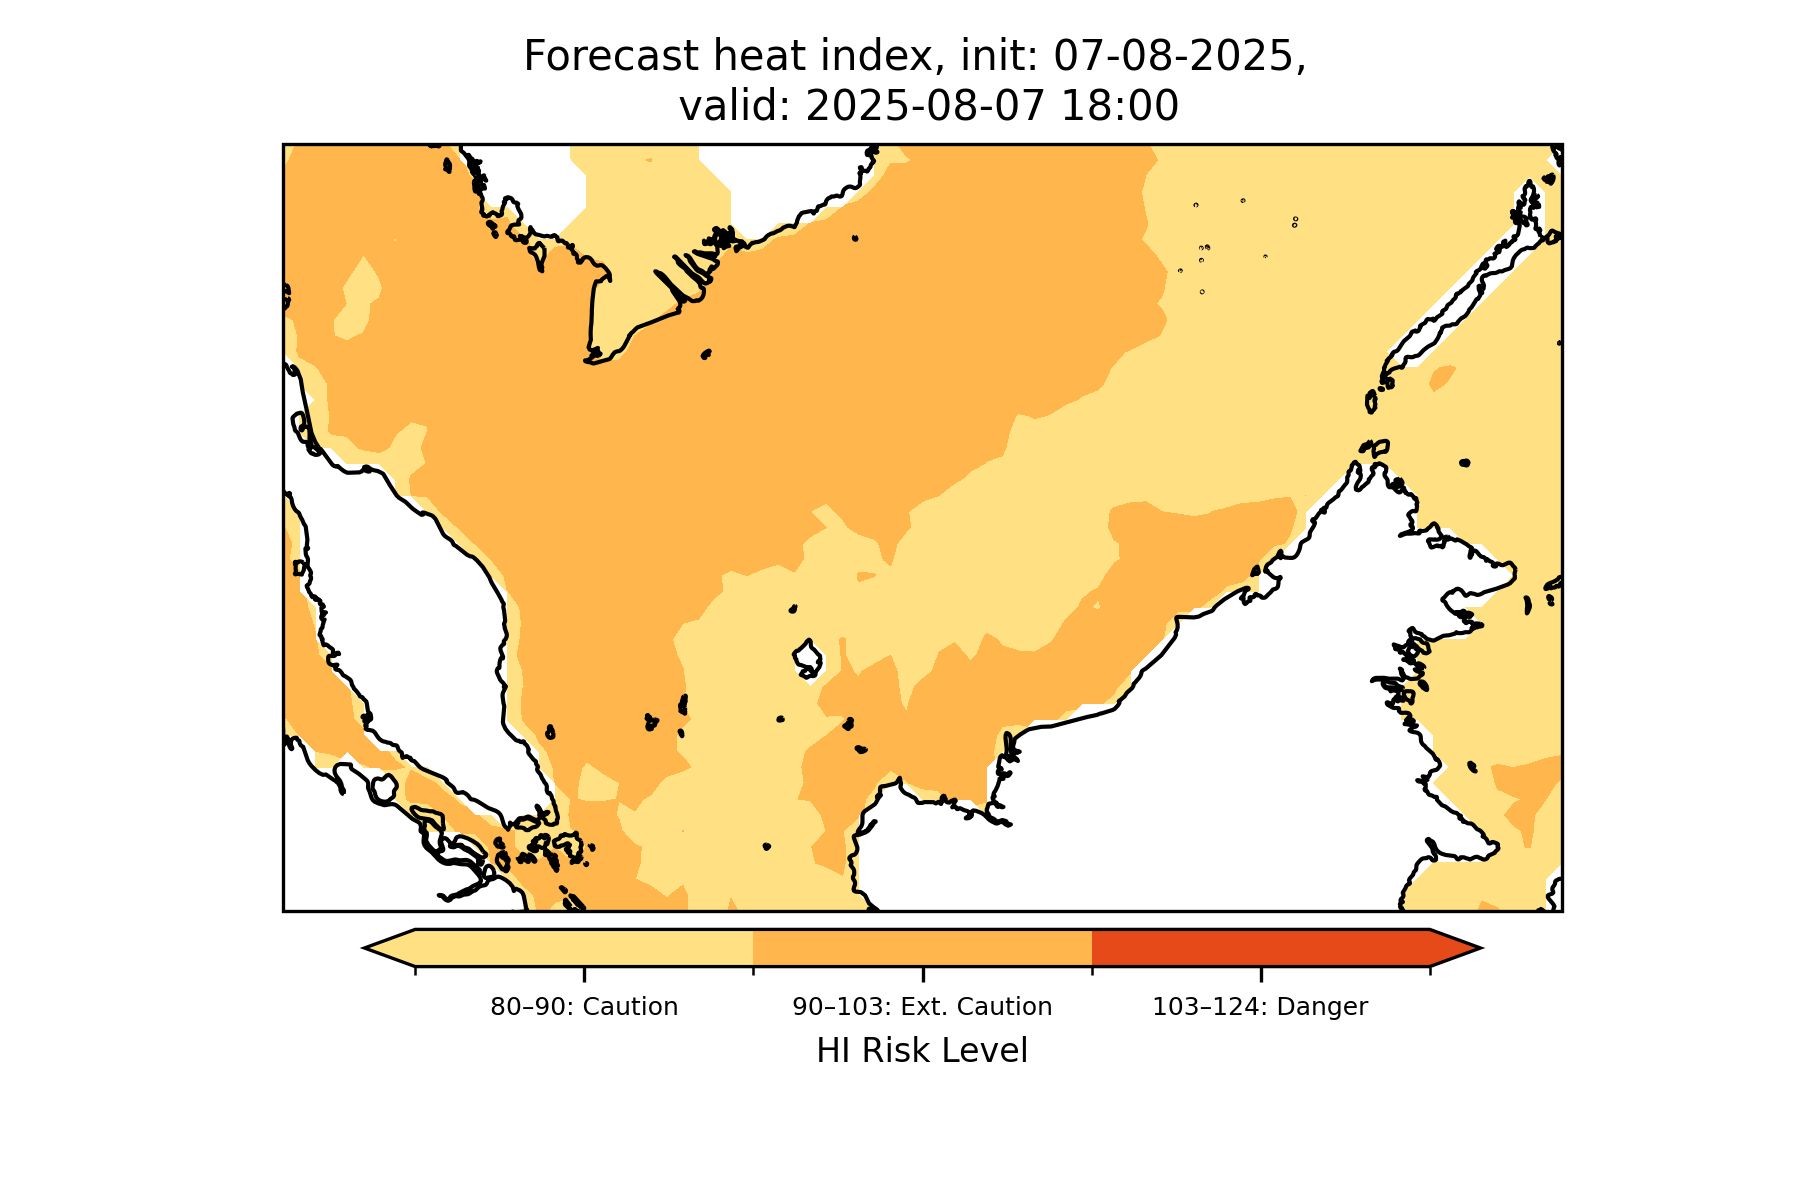 Forecast heat index, init: 07-08-2025,
valid: 2025-08-07 18:00
80–90: Caution
90–103: Ext. Caution
103–124: Danger
HI Risk Level